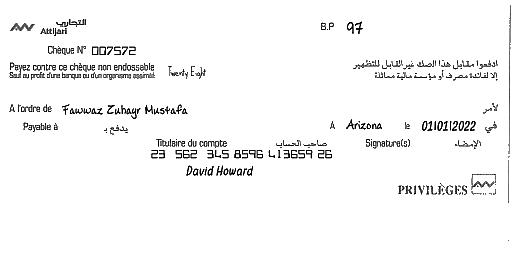 التجاري
Attijari
B.P 97
Chèque N° 007572
Payez contre ce chèque non endossable Twenty Eight ادفعوا مقابل هذا الصك غير القابل للتظهير
Sauf au profit d'une banque ou d'un organisme assimilé إلا لفائدة مصرف أو مؤسسة مالية مماثلة
A l'ordre de Fawwaz Zuhayr Mustafa لأمر
Payable à يدفع بـ A Arizona le 01/01/2022 في
Titulaire du compte صاحب الحساب Signature(s) الإمضاء
23 562 345 8596 413659 26
David Howard
PRIVILÈGES